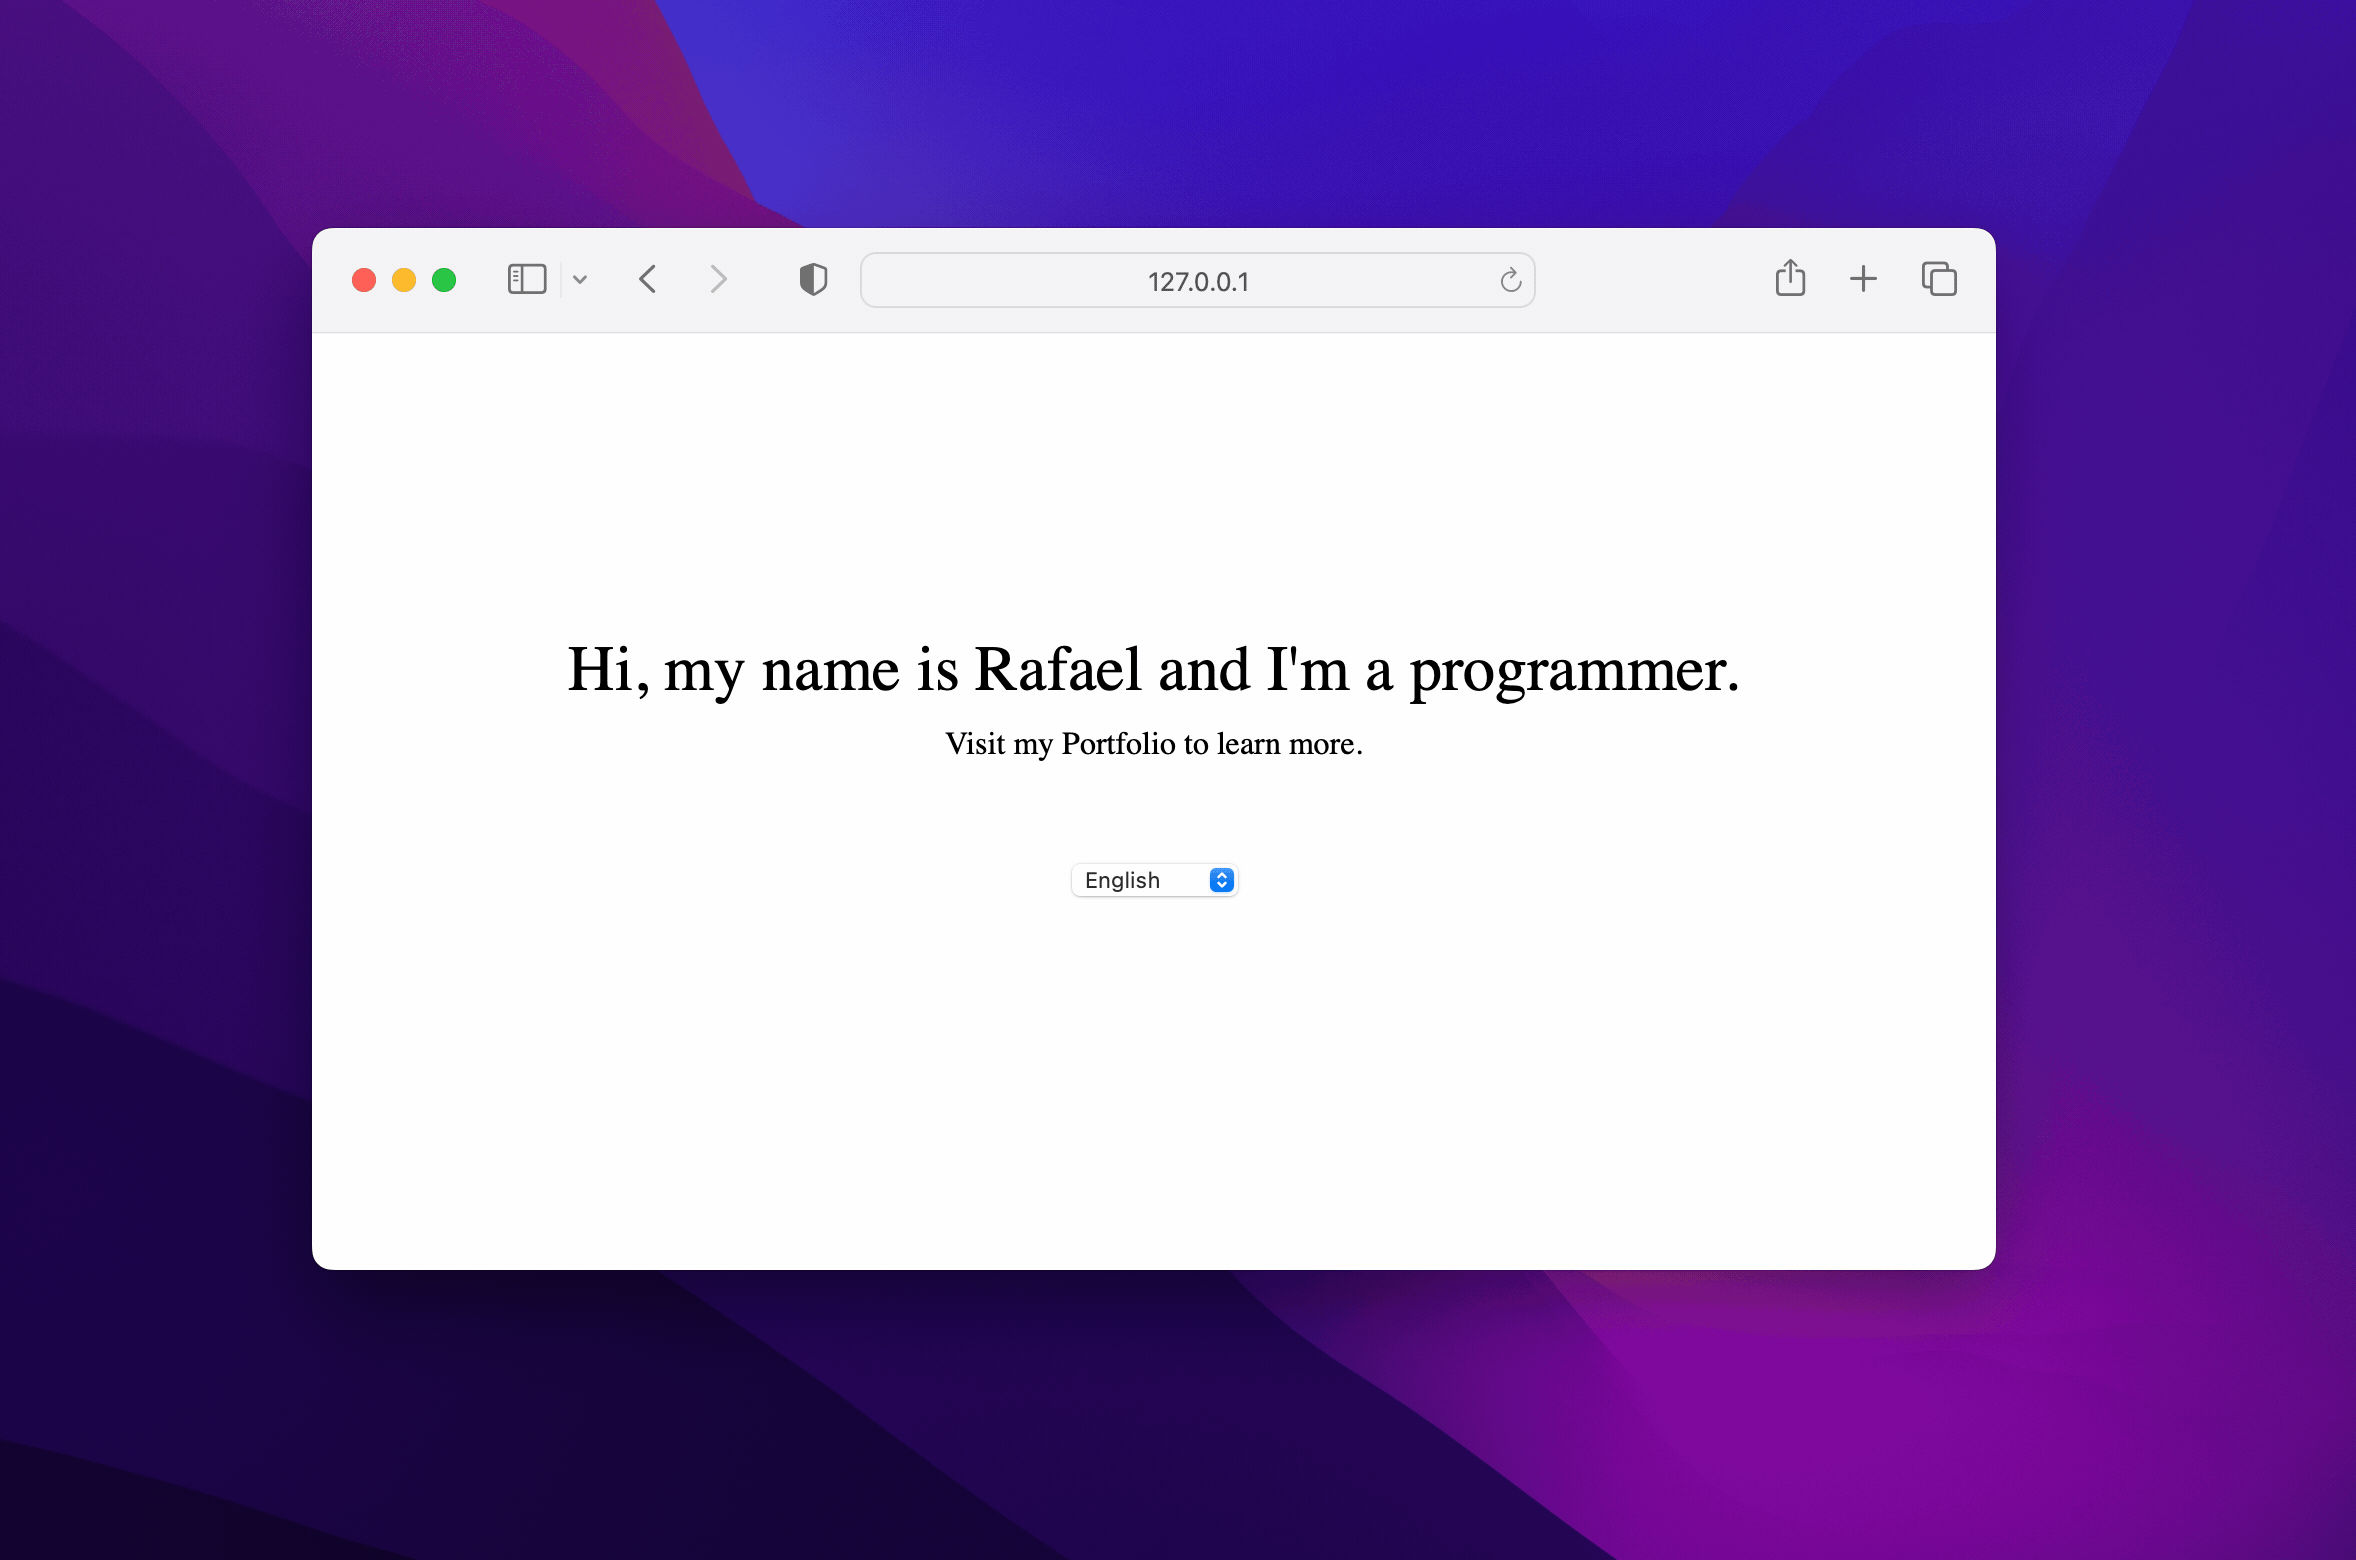 127.0.0.1
Hi, my name is Rafael and I'm a programmer.
Visit my Portfolio to learn more.
English